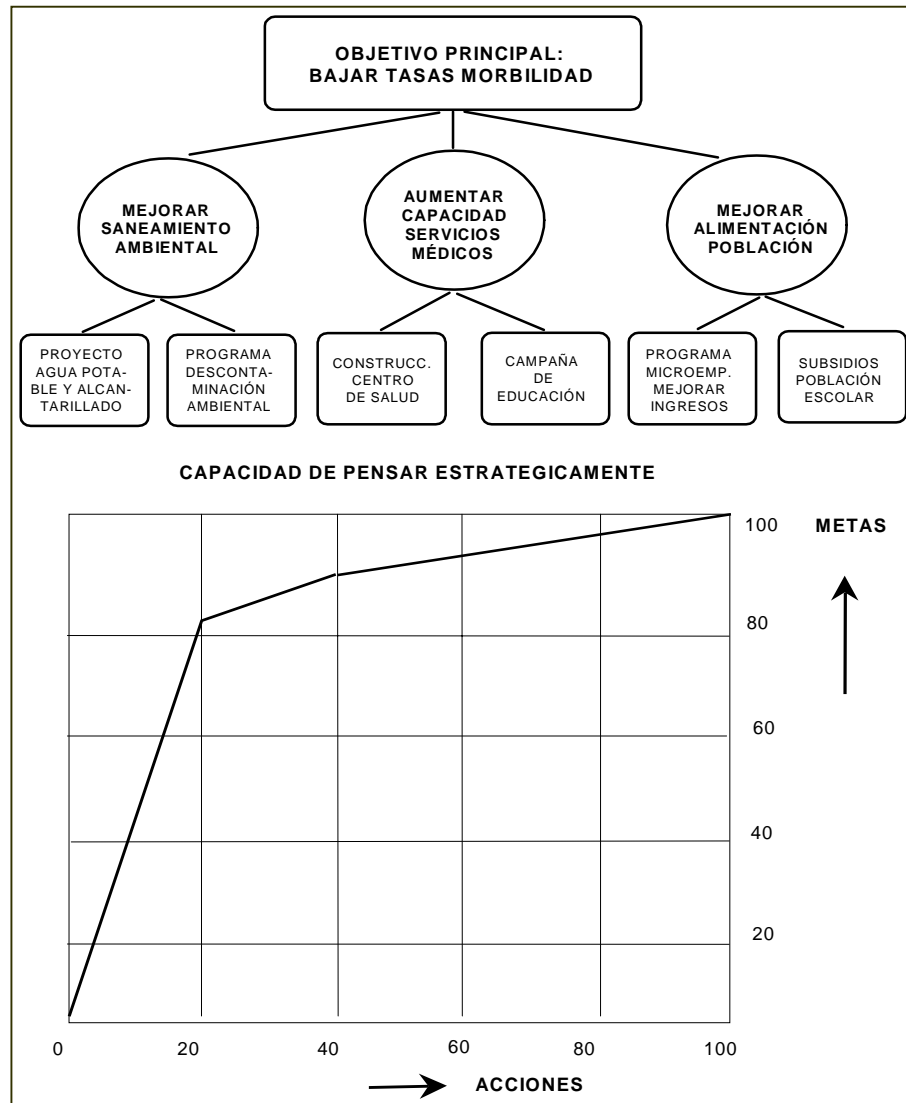 OBJETIVO PRINCIPAL:
BAJAR TASAS MORBILIDAD
MEJORAR
SANEAMIENTO
AMBIENTAL
AUMENTAR
CAPACIDAD
SERVICIOS
MÉDICOS
MEJORAR
ALIMENTACIÓN
POBLACIÓN
PROYECTO
AGUA POTA-
BLE Y ALCAN-
TARILLADO
PROGRAMA
DESCONTA-
MINACIÓN
AMBIENTAL
CONSTRUCC.
CENTRO
DE SALUD
CAMPAÑA
DE
EDUCACIÓN
PROGRAMA
MICROEMP.
MEJORAR
INGRESOS
SUBSIDIOS
POBLACIÓN
ESCOLAR
CAPACIDAD DE PENSAR ESTRATEGICAMENTE
100 METAS
80
60
40
20
0 20 40 60 80 100
ACCIONES